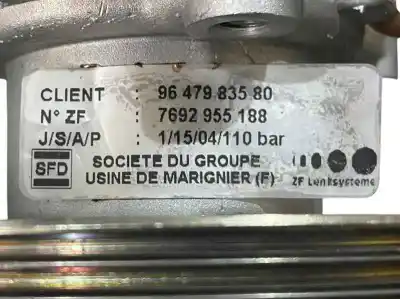 CLIENT : 96 479 835 80
N° ZF : 7692 955 188
J/S/A/P : 1/15/04/110 bar
SFD SOCIETE DU GROUPE
USINE DE MARIGNIER (F) ZF Lenksysteme